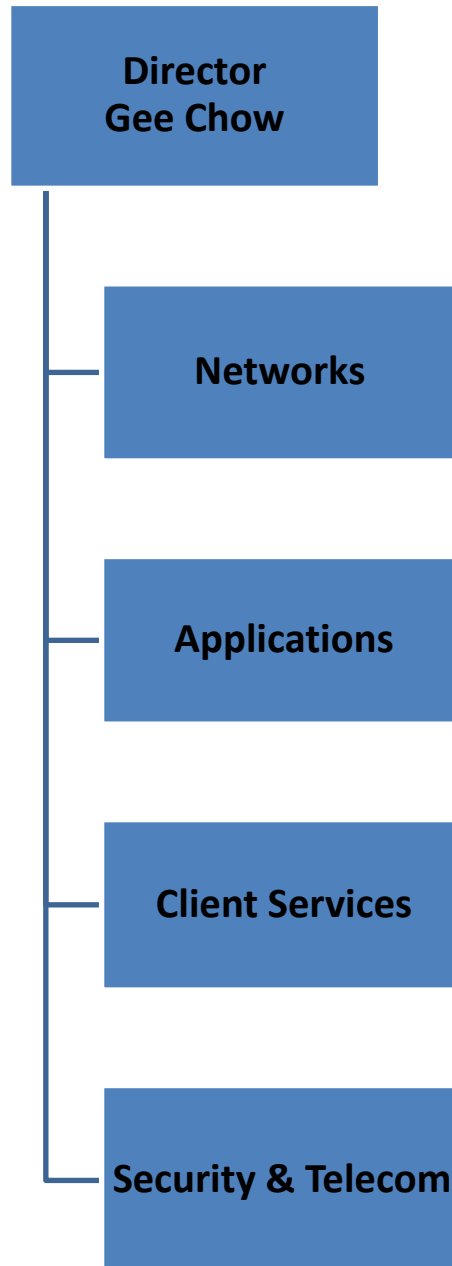 Director
Gee Chow
Networks
Applications
Client Services
Security & Telecom